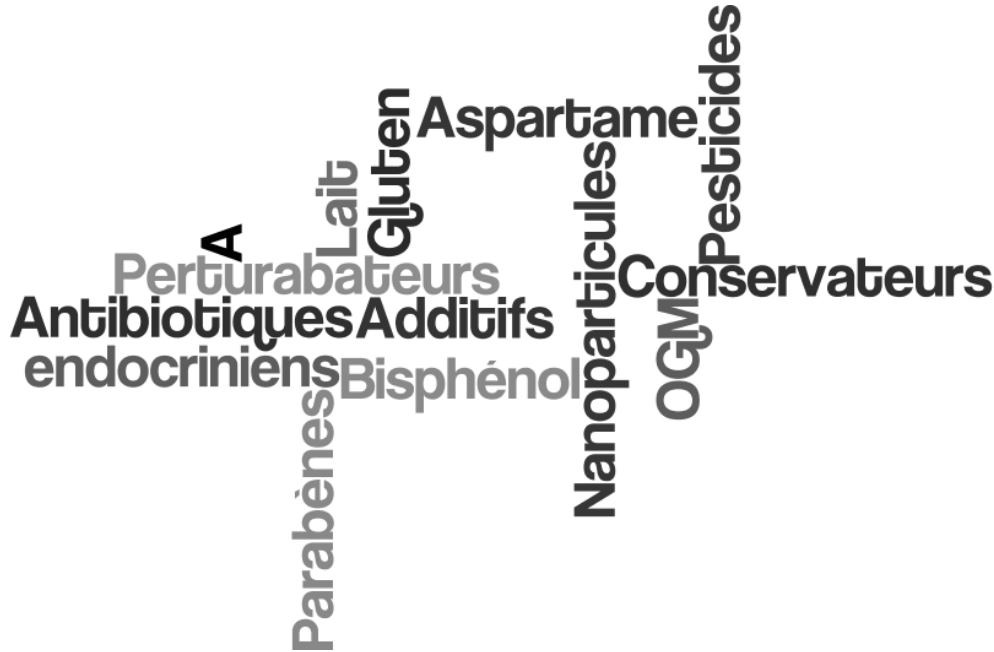 Pesticides
Gluten
Aspartame
Lait
Nanoparticules
A
Perturabateurs
Conservateurs
Antibiotiques
Additifs
OGM
endocriniens
Bisphénol
Parabènes